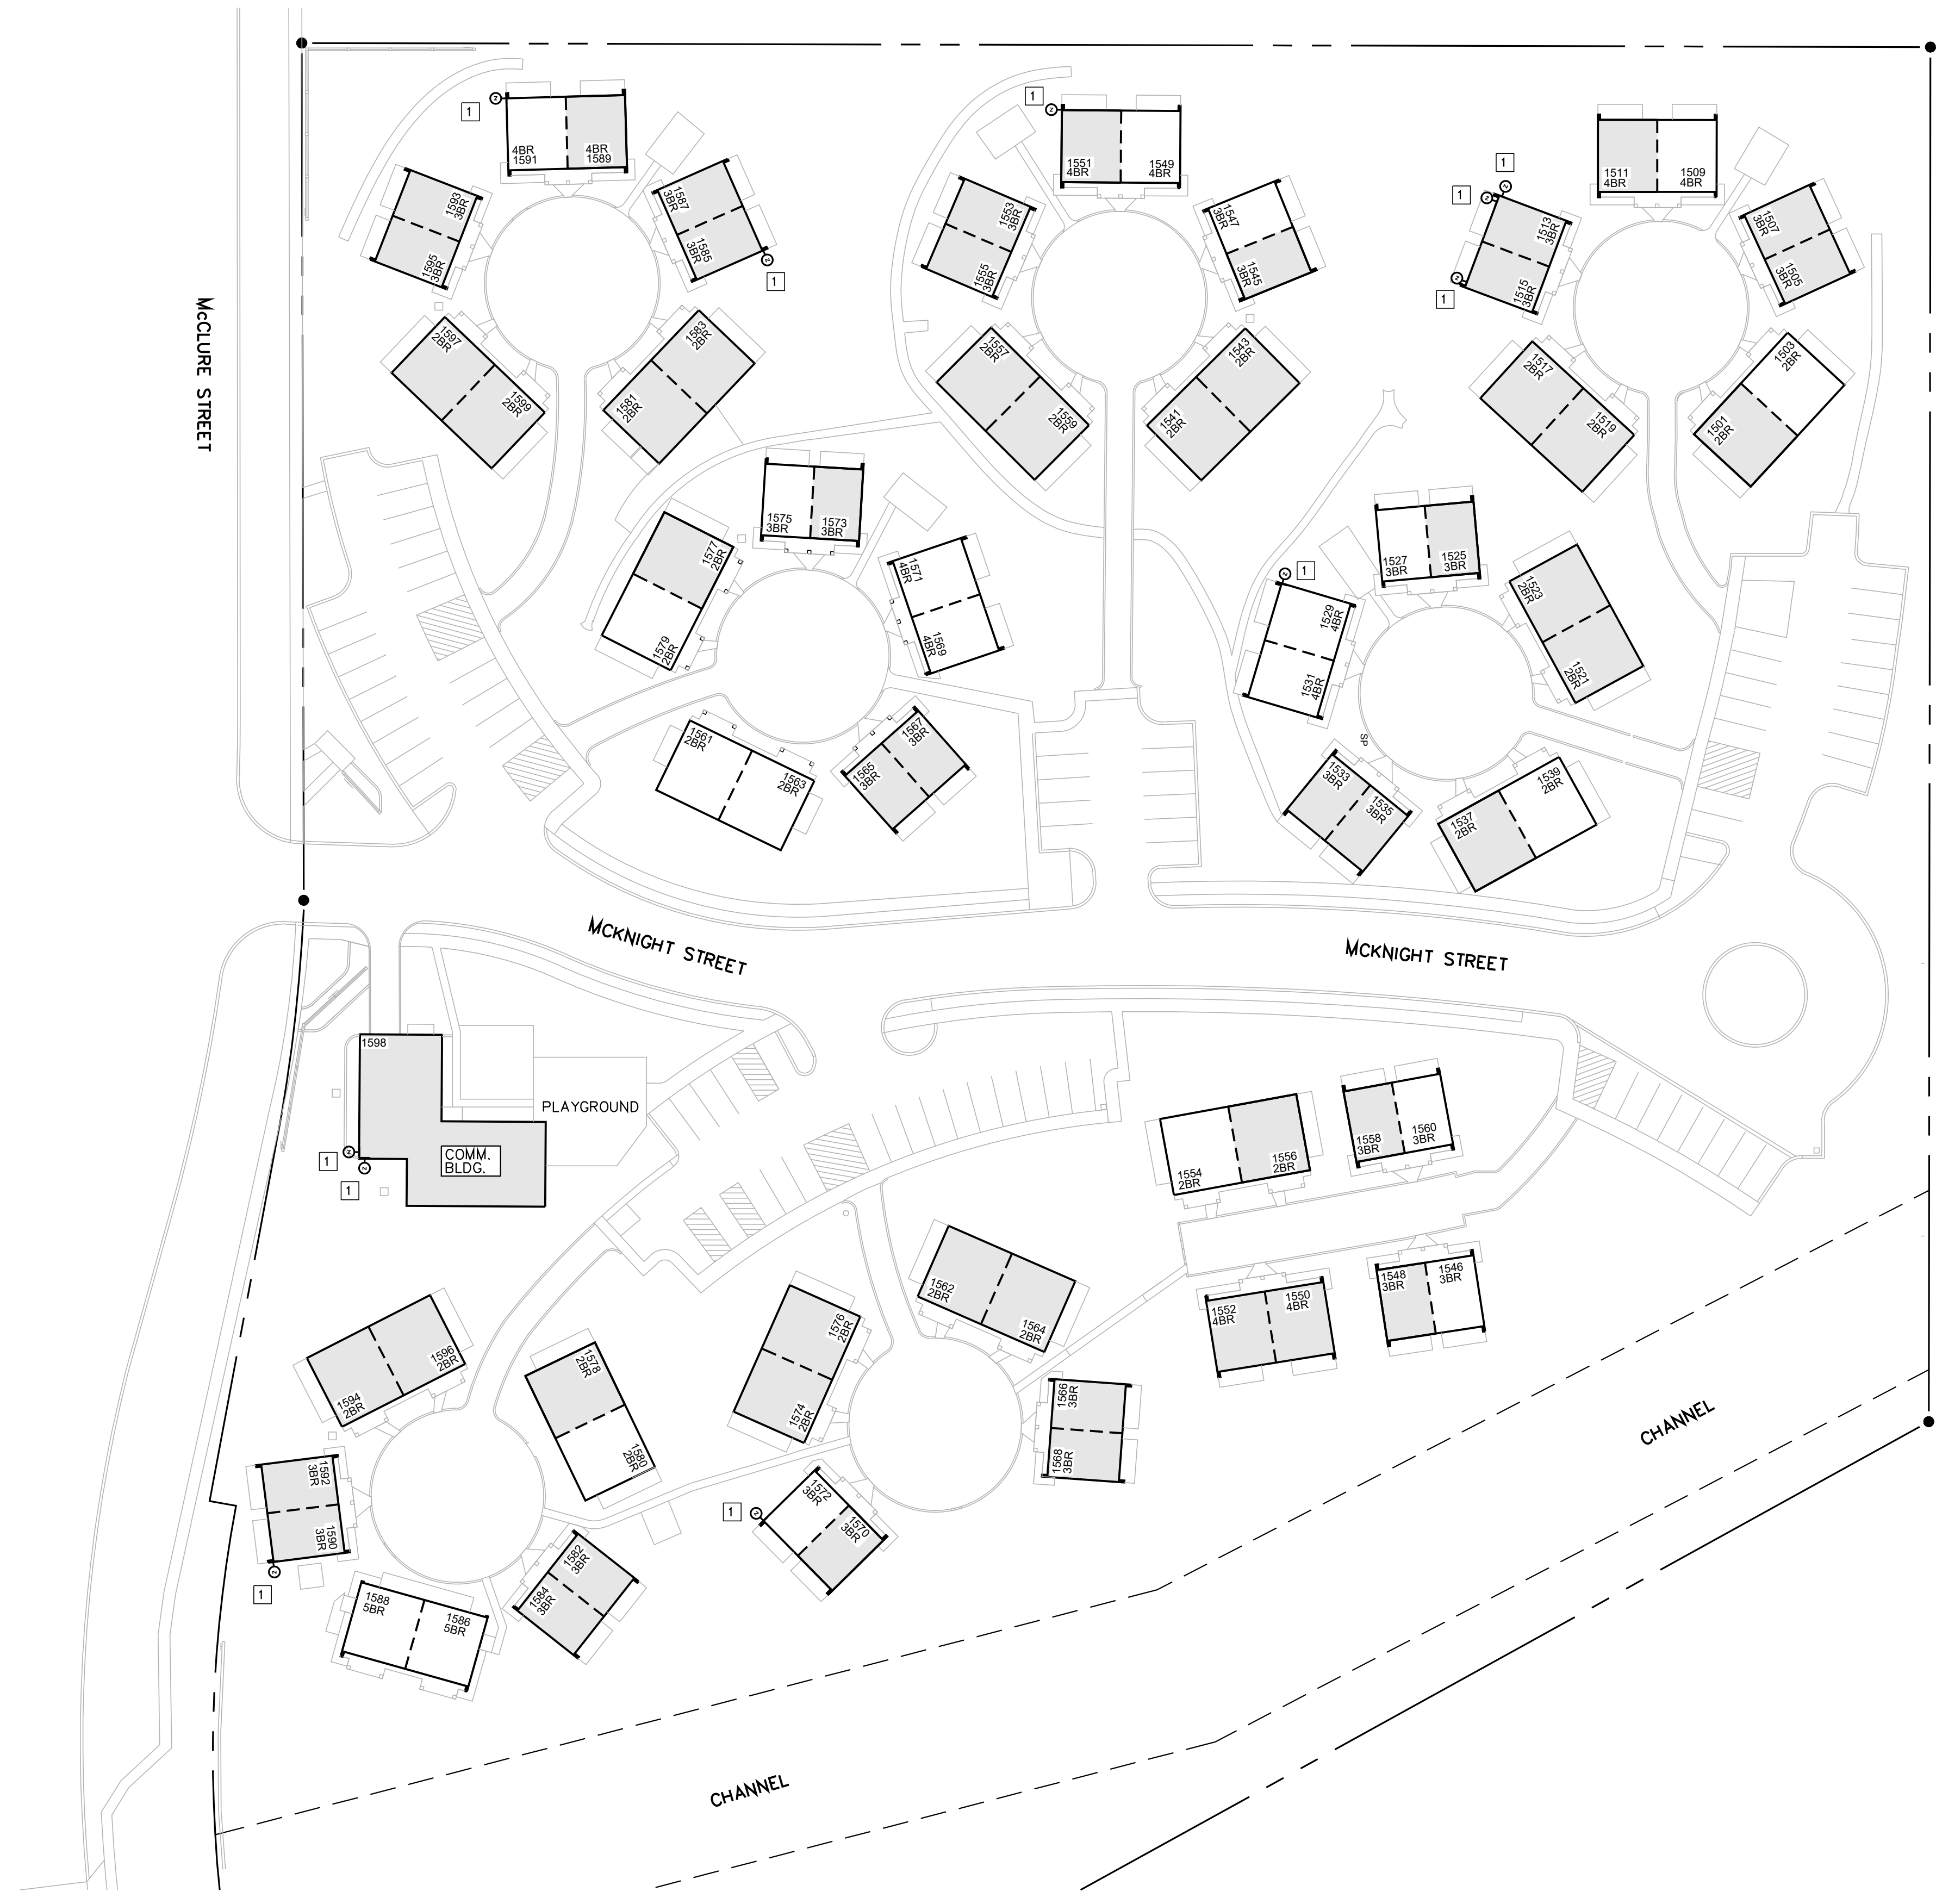 1
4BR
1591
4BR
1589
1593
3BR
1595
3BR
1587
3BR
1585
3BR
1
1597
2BR
1599
2BR
1583
2BR
1581
2BR
1
1551
4BR
1549
4BR
1553
3BR
1555
3BR
1547
3BR
1545
3BR
1557
2BR
1559
2BR
1543
2BR
1541
2BR
1
1
1
1511
4BR
1509
4BR
1513
3BR
1515
3BR
1507
3BR
1505
3BR
1517
2BR
1519
2BR
1503
2BR
1501
2BR
McCLURE STREET
1575
3BR
1573
3BR
1577
2BR
1579
2BR
1571
4BR
1569
4BR
1561
2BR
1563
2BR
1567
3BR
1565
3BR
1527
3BR
1525
3BR
1
1529
4BR
1531
4BR
1523
2BR
1521
2BR
SP
1533
3BR
1535
3BR
1539
2BR
1537
2BR
McKNIGHT STREET
McKNIGHT STREET
1598
PLAYGROUND
COMM.
BLDG.
1
1
1554
2BR
1556
2BR
1558
3BR
1560
3BR
1552
4BR
1550
4BR
1548
3BR
1546
3BR
1562
2BR
1564
2BR
1576
2BR
1574
2BR
1566
3BR
1568
3BR
1
1572
3BR
1570
3BR
1596
2BR
1594
2BR
1578
2BR
1580
2BR
1592
3BR
1590
3BR
1
1582
3BR
1584
3BR
1588
5BR
1586
5BR
CHANNEL
CHANNEL